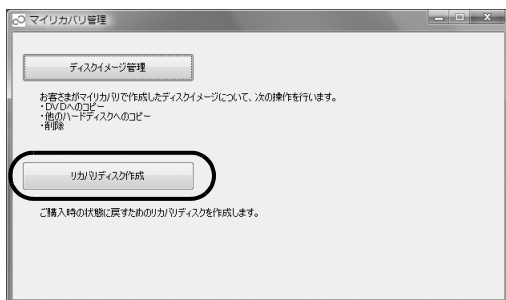 マイリカバリ管理
ディスクイメージ管理
お客さまがマイリカバリで作成したディスクイメージについて、次の操作を行います。
・DVDへのコピー
・他のハードディスクへのコピー
・削除
リカバリディスク作成
ご購入時の状態に戻すためのリカバリディスクを作成します。